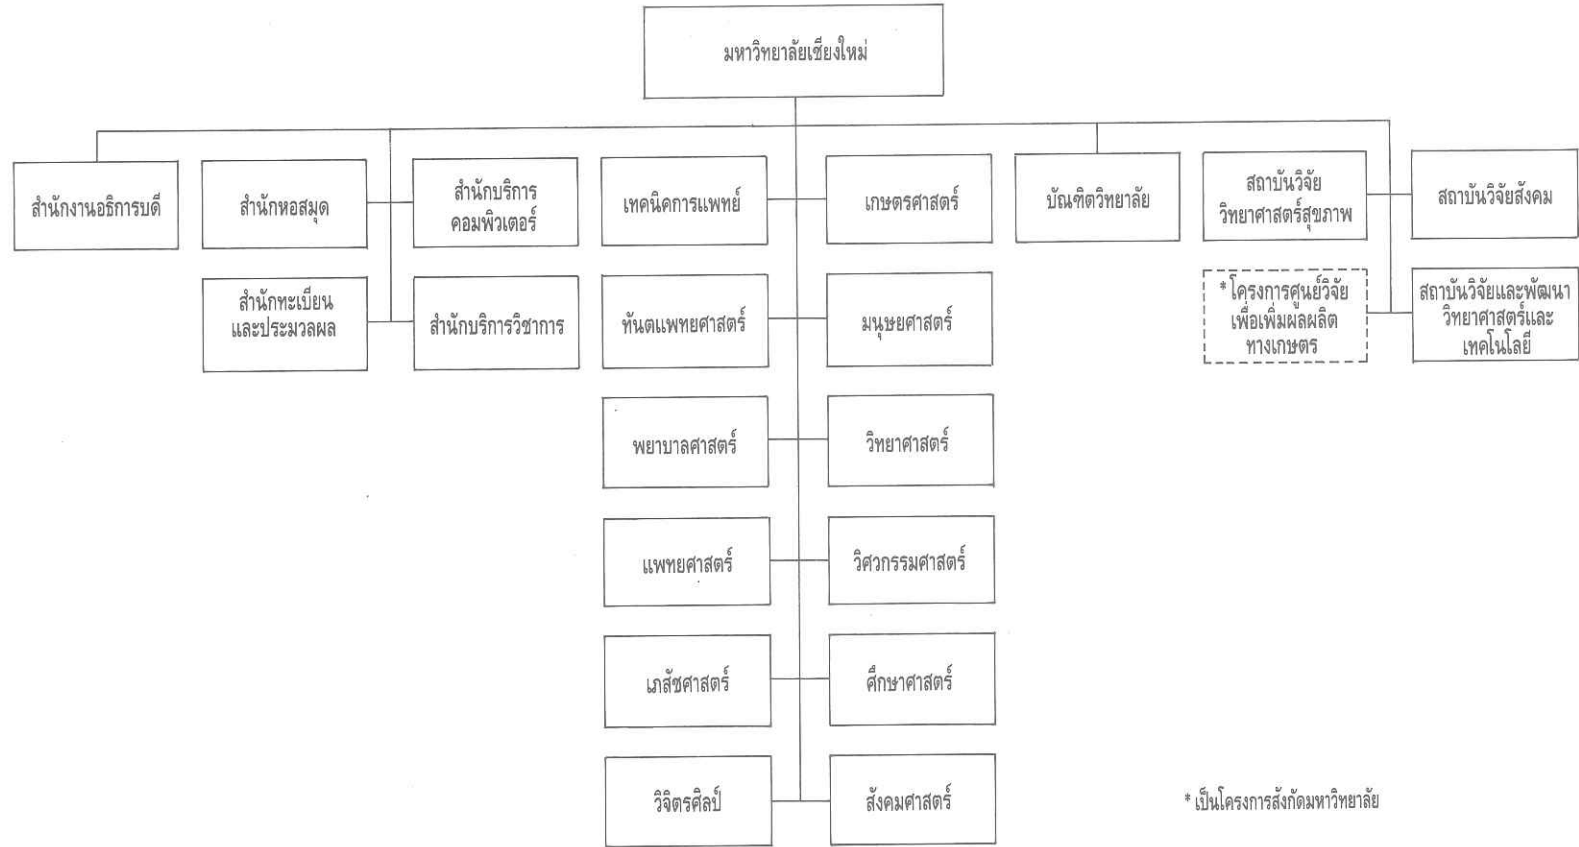 มหาวิทยาลัยเชียงใหม่
สำนักงานอธิการบดี
สำนักหอสมุด
สำนักบริการ
คอมพิวเตอร์
เทคนิคการแพทย์
เกษตรศาสตร์
บัณฑิตวิทยาลัย
สถาบันวิจัย
วิทยาศาสตร์สุขภาพ
สถาบันวิจัยสังคม
สำนักทะเบียน
และประมวลผล
สำนักบริการวิชาการ
ทันตแพทยศาสตร์
มนุษยศาสตร์
* โครงการศูนย์วิจัย
เพื่อเพิ่มผลผลิต
ทางเกษตร
สถาบันวิจัยและพัฒนา
วิทยาศาสตร์และ
เทคโนโลยี
พยาบาลศาสตร์
วิทยาศาสตร์
แพทยศาสตร์
วิศวกรรมศาสตร์
เภสัชศาสตร์
ศึกษาศาสตร์
วิจิตรศิลป์
สังคมศาสตร์
* เป็นโครงการสังกัดมหาวิทยาลัย